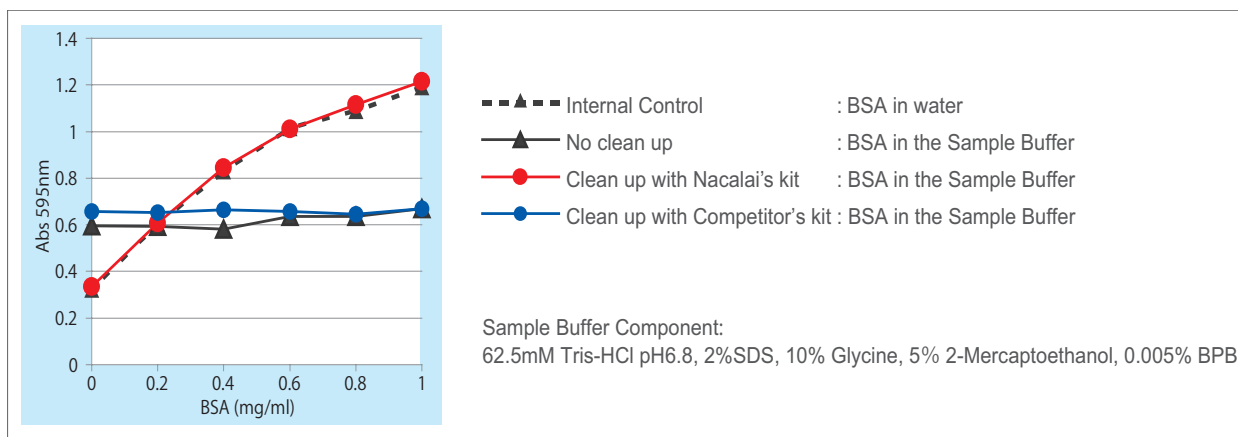 1.4
1.2
1
0.8
0.6
0.4
0.2
0
Abs 595nm
0 0.2 0.4 0.6 0.8 1
BSA (mg/ml)
Internal Control : BSA in water
No clean up : BSA in the Sample Buffer
Clean up with Nacalai's kit : BSA in the Sample Buffer
Clean up with Competitor's kit : BSA in the Sample Buffer
Sample Buffer Component:
62.5mM Tris-HCl pH6.8, 2%SDS, 10% Glycine, 5% 2-Mercaptoethanol, 0.005% BPB